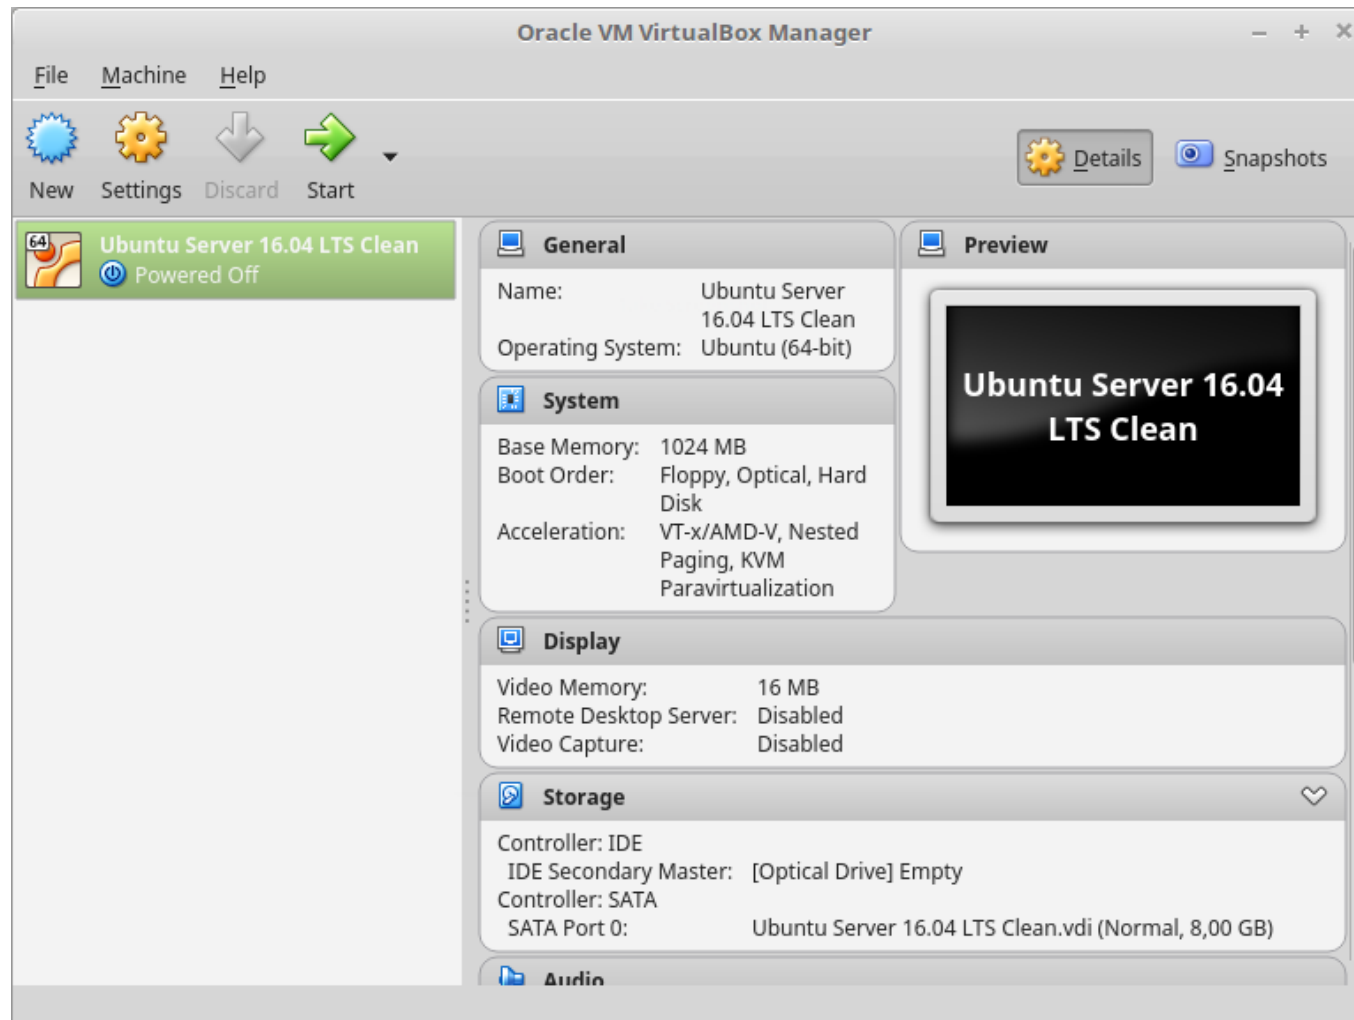 Oracle VM VirtualBox Manager
File Machine Help
New Settings Discard Start
Details Snapshots
64
Ubuntu Server 16.04 LTS Clean
Powered Off
General
Name: Ubuntu Server
16.04 LTS Clean
Operating System: Ubuntu (64-bit)
System
Base Memory: 1024 MB
Boot Order: Floppy, Optical, Hard
Disk
Acceleration: VT-x/AMD-V, Nested
Paging, KVM
Paravirtualization
Preview
Ubuntu Server 16.04
LTS Clean
Display
Video Memory: 16 MB
Remote Desktop Server: Disabled
Video Capture: Disabled
Storage
Controller: IDE
IDE Secondary Master: [Optical Drive] Empty
Controller: SATA
SATA Port 0: Ubuntu Server 16.04 LTS Clean.vdi (Normal, 8,00 GB)
Audio